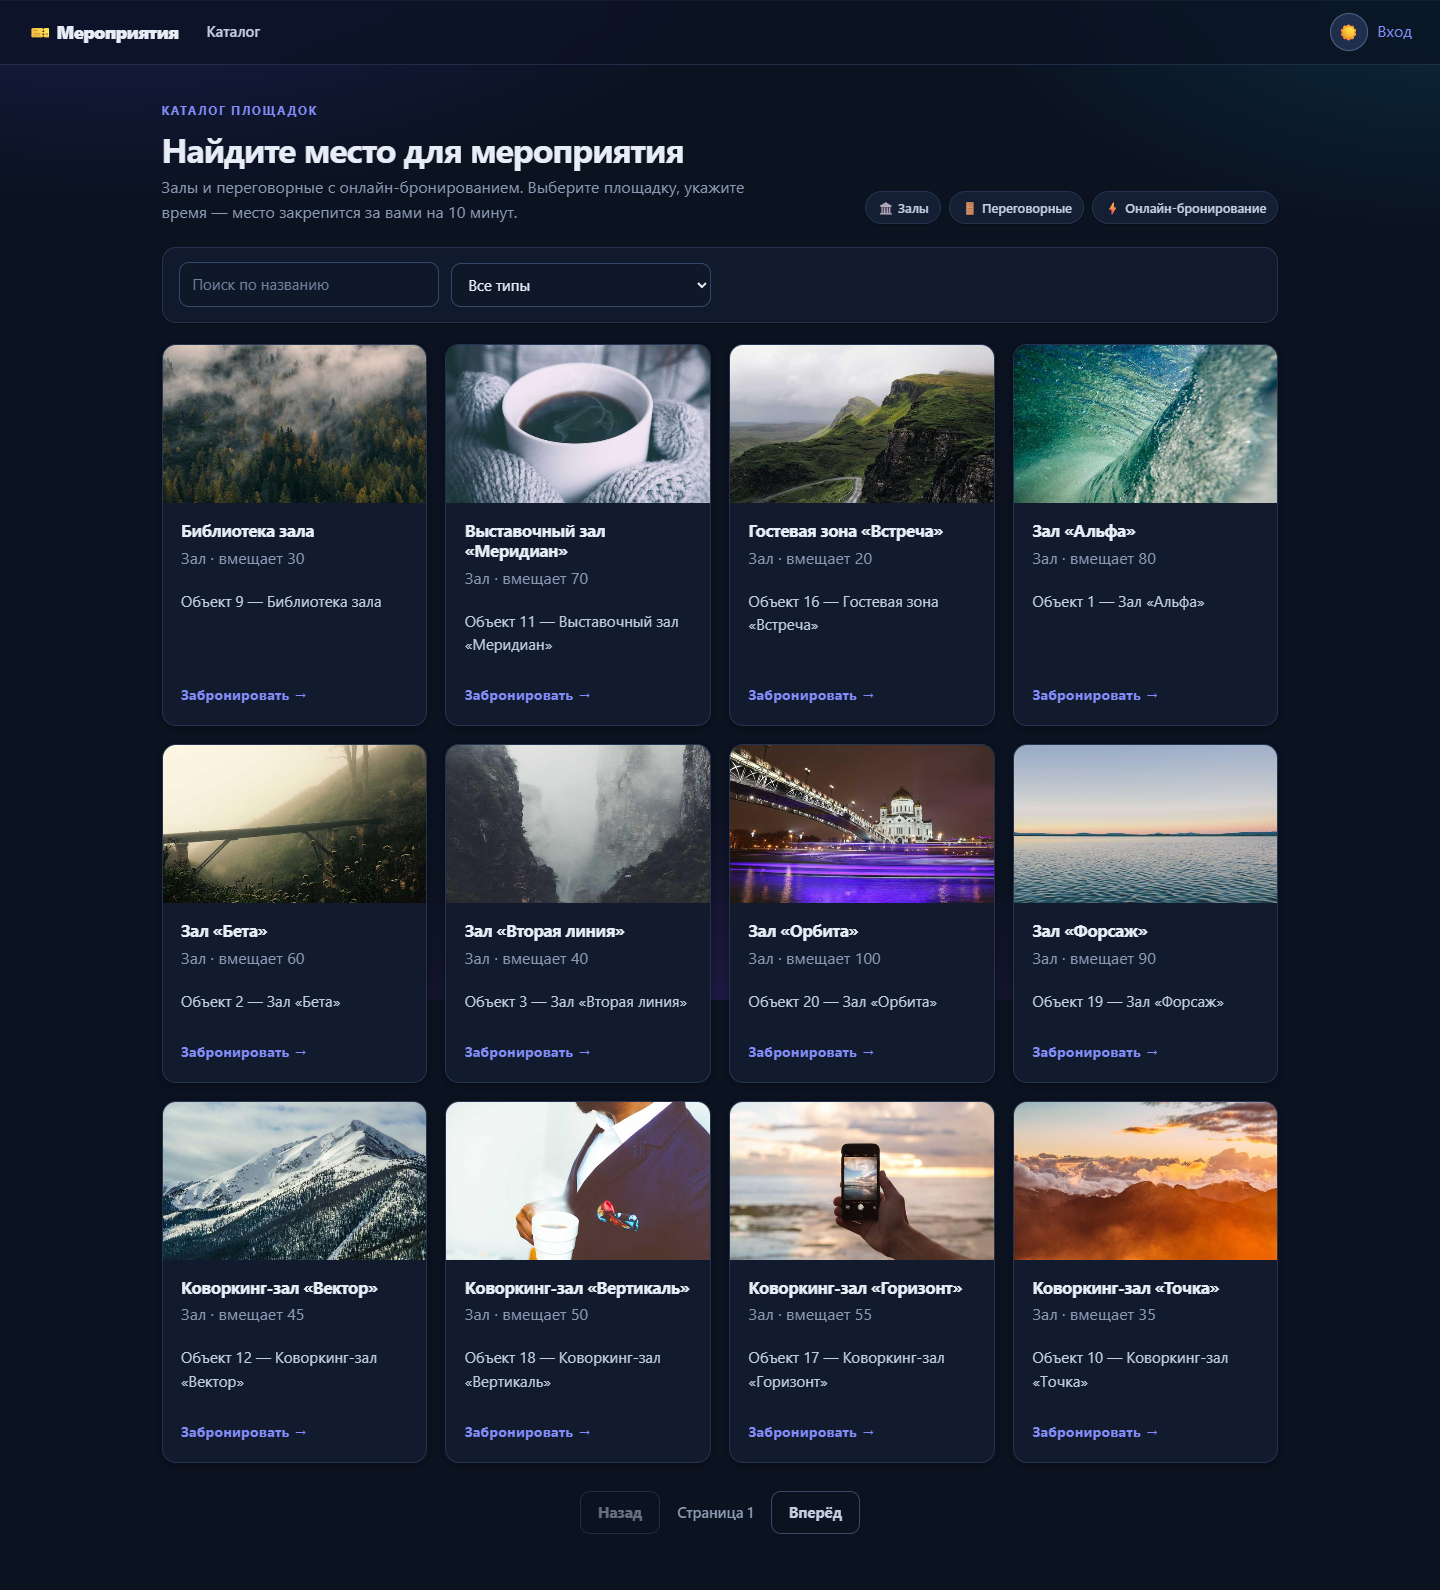 Мероприятия
Каталог
Вход
КАТАЛОГ ПЛОЩАДОК
Найдите место для мероприятия
Залы и переговорные с онлайн-бронированием. Выберите площадку, укажите
время — место закрепится за вами на 10 минут.
Залы
Переговорные
Онлайн-бронирование
Поиск по названию
Все типы
Библиотека зала
Зал · вмещает 30
Объект 9 — Библиотека зала
Забронировать →
Выставочный зал
«Меридиан»
Зал · вмещает 70
Объект 11 — Выставочный зал
«Меридиан»
Забронировать →
Гостевая зона «Встреча»
Зал · вмещает 20
Объект 16 — Гостевая зона
«Встреча»
Забронировать →
Зал «Альфа»
Зал · вмещает 80
Объект 1 — Зал «Альфа»
Забронировать →
Зал «Бета»
Зал · вмещает 60
Объект 2 — Зал «Бета»
Забронировать →
Зал «Вторая линия»
Зал · вмещает 40
Объект 3 — Зал «Вторая линия»
Забронировать →
Зал «Орбита»
Зал · вмещает 100
Объект 20 — Зал «Орбита»
Забронировать →
Зал «Форсаж»
Зал · вмещает 90
Объект 19 — Зал «Форсаж»
Забронировать →
Коворкинг-зал «Вектор»
Зал · вмещает 45
Объект 12 — Коворкинг-зал
«Вектор»
Забронировать →
Коворкинг-зал «Вертикаль»
Зал · вмещает 50
Объект 18 — Коворкинг-зал
«Вертикаль»
Забронировать →
Коворкинг-зал «Горизонт»
Зал · вмещает 55
Объект 17 — Коворкинг-зал
«Горизонт»
Забронировать →
Коворкинг-зал «Точка»
Зал · вмещает 35
Объект 10 — Коворкинг-зал
«Точка»
Забронировать →
Назад
Страница 1
Вперёд